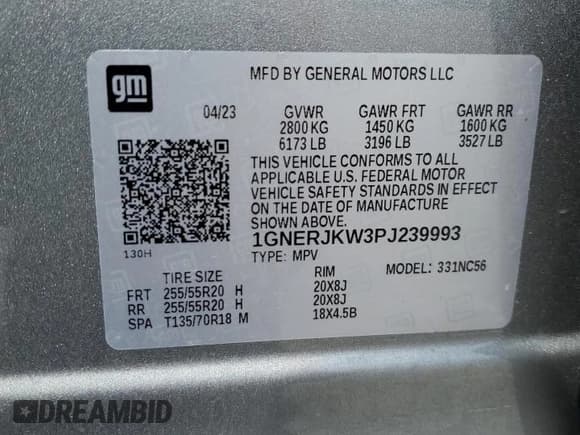 gm
MFD BY GENERAL MOTORS LLC
04/23 GVWR GAWR FRT GAWR RR
2800 KG 1450 KG 1600 KG
6173 LB 3196 LB 3527 LB
THIS VEHICLE CONFORMS TO ALL
APPLICABLE U.S. FEDERAL MOTOR
VEHICLE SAFETY STANDARDS IN EFFECT
ON THE DATE OF MANUFACTURE
SHOWN ABOVE.
1GNERJKW3PJ239993
130H
TYPE: MPV MODEL: 331NC56
TIRE SIZE RIM
FRT 255/55R20 H 20X8J
RR 255/55R20 H 20X8J
SPA T135/70R18 M 18X4.5B
DREAMBID